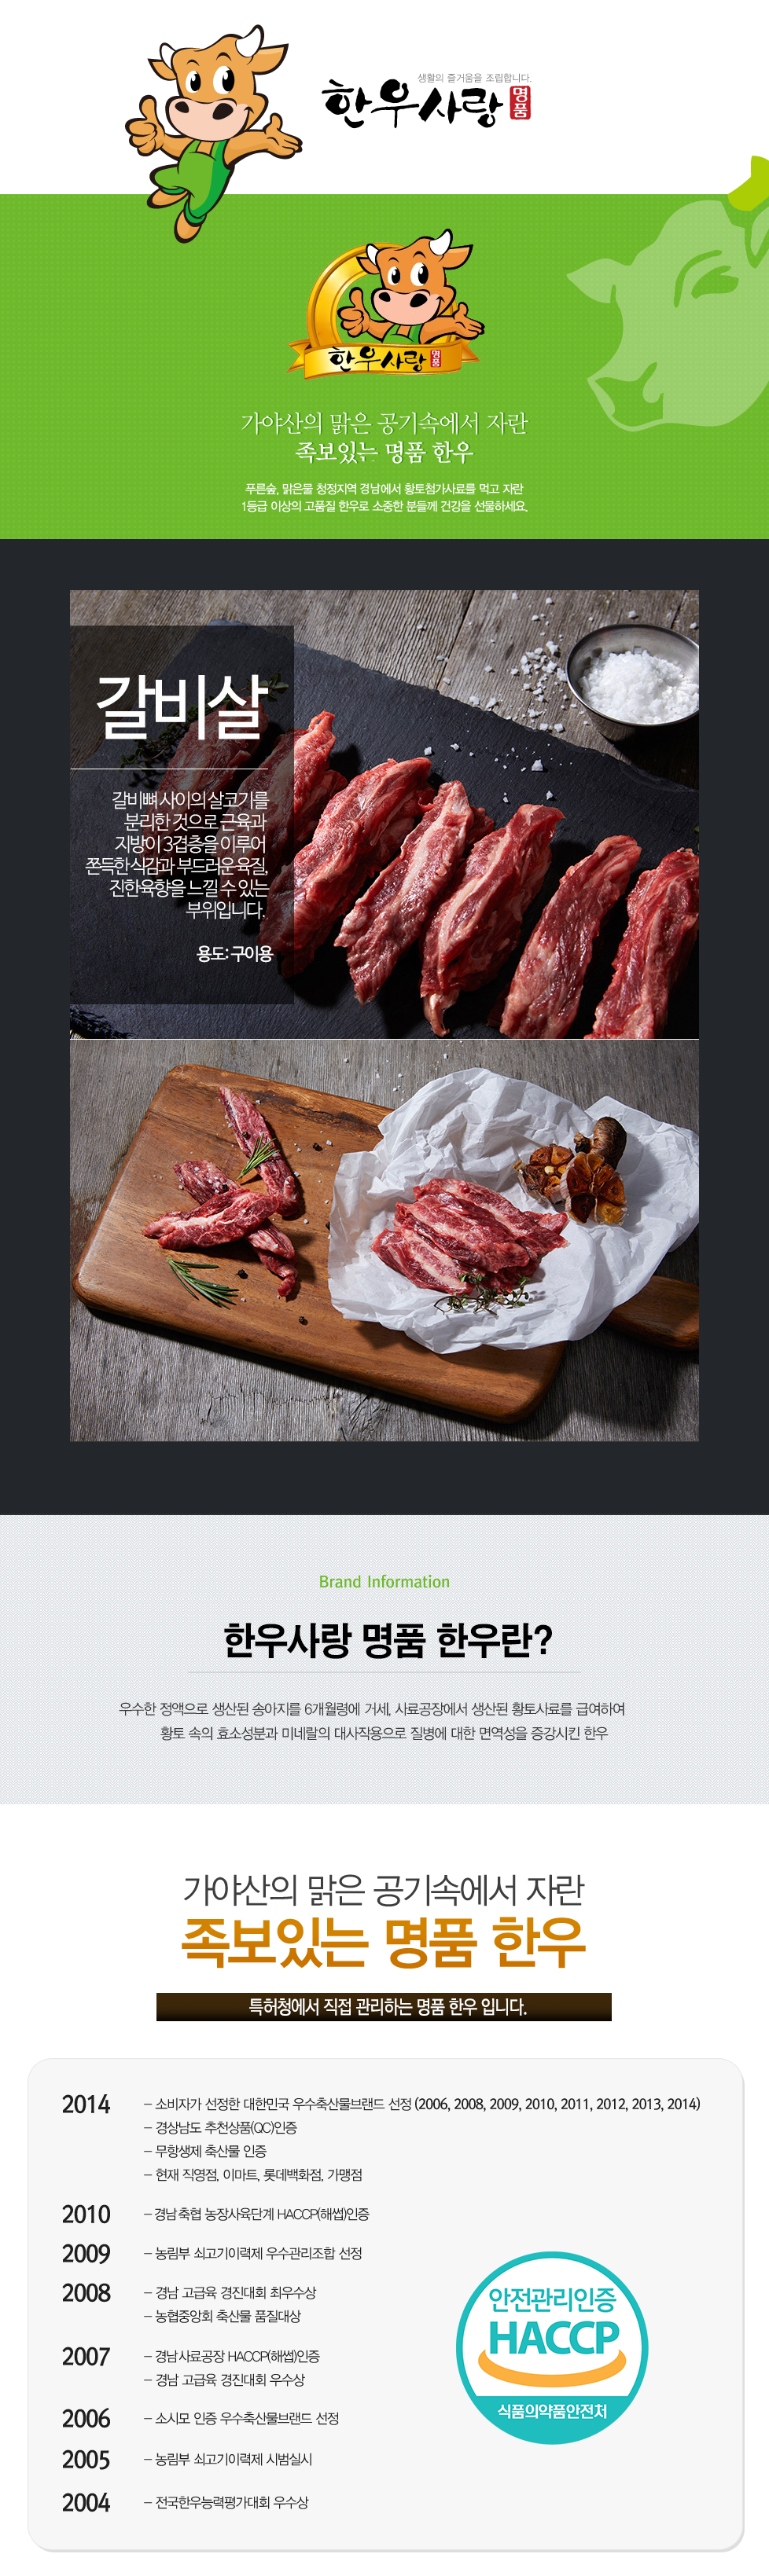 생활의 즐거움을 조립합니다.
한우사랑 명품
한우사랑 명품
가야산의 맑은 공기속에서 자란
족보있는 명품 한우
푸른숲, 맑은물 청정지역 경남에서 황토첨가사료를 먹고 자란
1등급 이상의 고품질 한우로 소중한 분들께 건강을 선물하세요.
갈비살
갈비뼈 사이의 살코기를
분리한 것으로 근육과
지방이 3겹층을 이루어
쫀득한 식감과 부드러운 육질,
진한육향을 느낄 수 있는
부위입니다.
용도: 구이용
Brand Information
한우사랑 명품 한우란?
우수한 정액으로 생산된 송아지를 6개월령에 거세, 사료공장에서 생산된 황토사료를 급여하여
황토 속의 효소성분과 미네랄의 대사작용으로 질병에 대한 면역성을 증강시킨 한우
가야산의 맑은 공기속에서 자란
족보있는 명품 한우
특허청에서 직접 관리하는 명품 한우 입니다.
2014 - 소비자가 선정한 대한민국 우수축산물브랜드 선정 (2006, 2008, 2009, 2010, 2011, 2012, 2013, 2014)
- 경상남도 추천상품(QC)인증
- 무항생제 축산물 인증
- 현재 직영점, 이마트, 롯데백화점, 가맹점
2010 - 경남축협 농장사육단계 HACCP(해썹)인증
2009 - 농림부 쇠고기이력제 우수관리조합 선정
2008 - 경남 고급육 경진대회 최우수상
- 농협중앙회 축산물 품질대상
2007 - 경남사료공장 HACCP(해썹)인증
- 경남 고급육 경진대회 우수상
2006 - 소시모 인증 우수축산물브랜드 선정
2005 - 농림부 쇠고기이력제 시범실시
2004 - 전국한우능력평가대회 우수상
안전관리인증
HACCP
식품의약품안전처